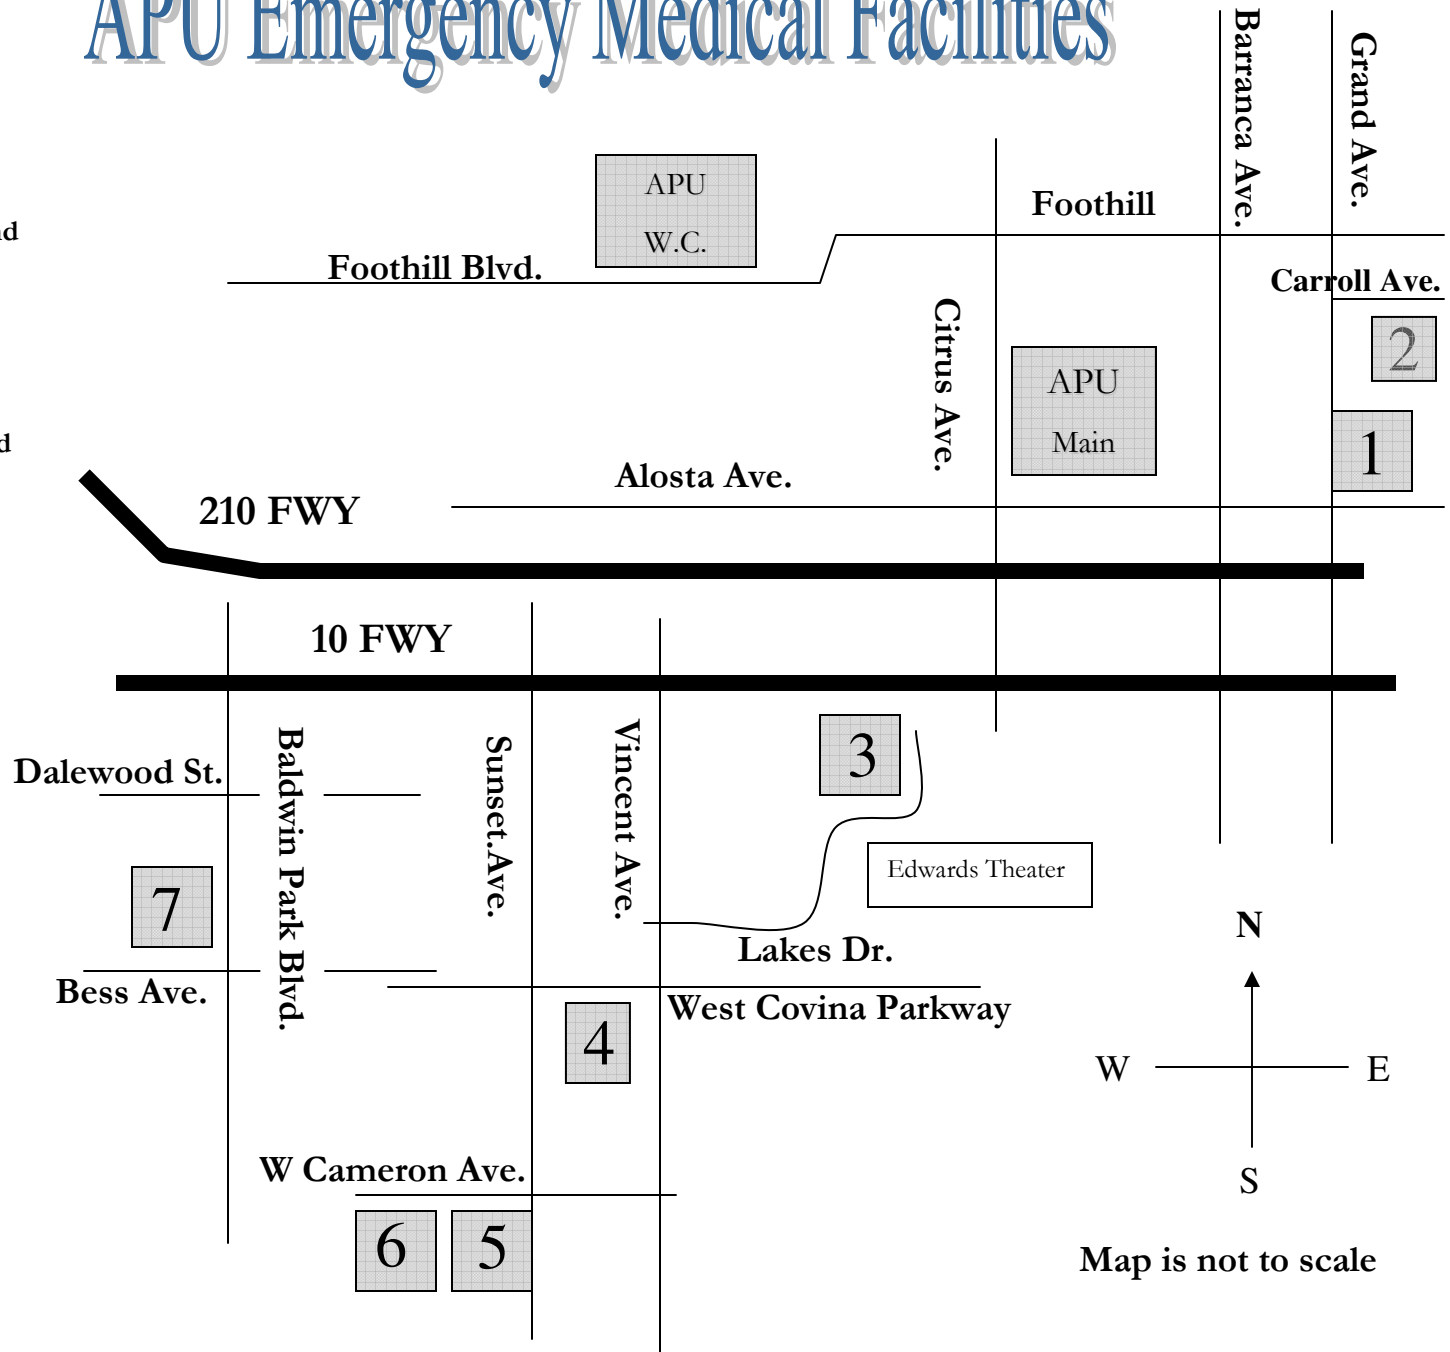 APU Emergency Medical Facilities
Barranca Ave.
Grand Ave.
APU
W.C.
Foothill
nd
Foothill Blvd.
Carroll Ave.
Citrus Ave.
2
APU
Main
1
d
Alosta Ave.
210 FWY
10 FWY
3
Dalewood St.
Baldwin Park Blvd.
Sunset.Ave.
Vincent Ave.
Edwards Theater
7
N
Lakes Dr.
Bess Ave.
West Covina Parkway
4
W
E
W Cameron Ave.
S
6
5
Map is not to scale